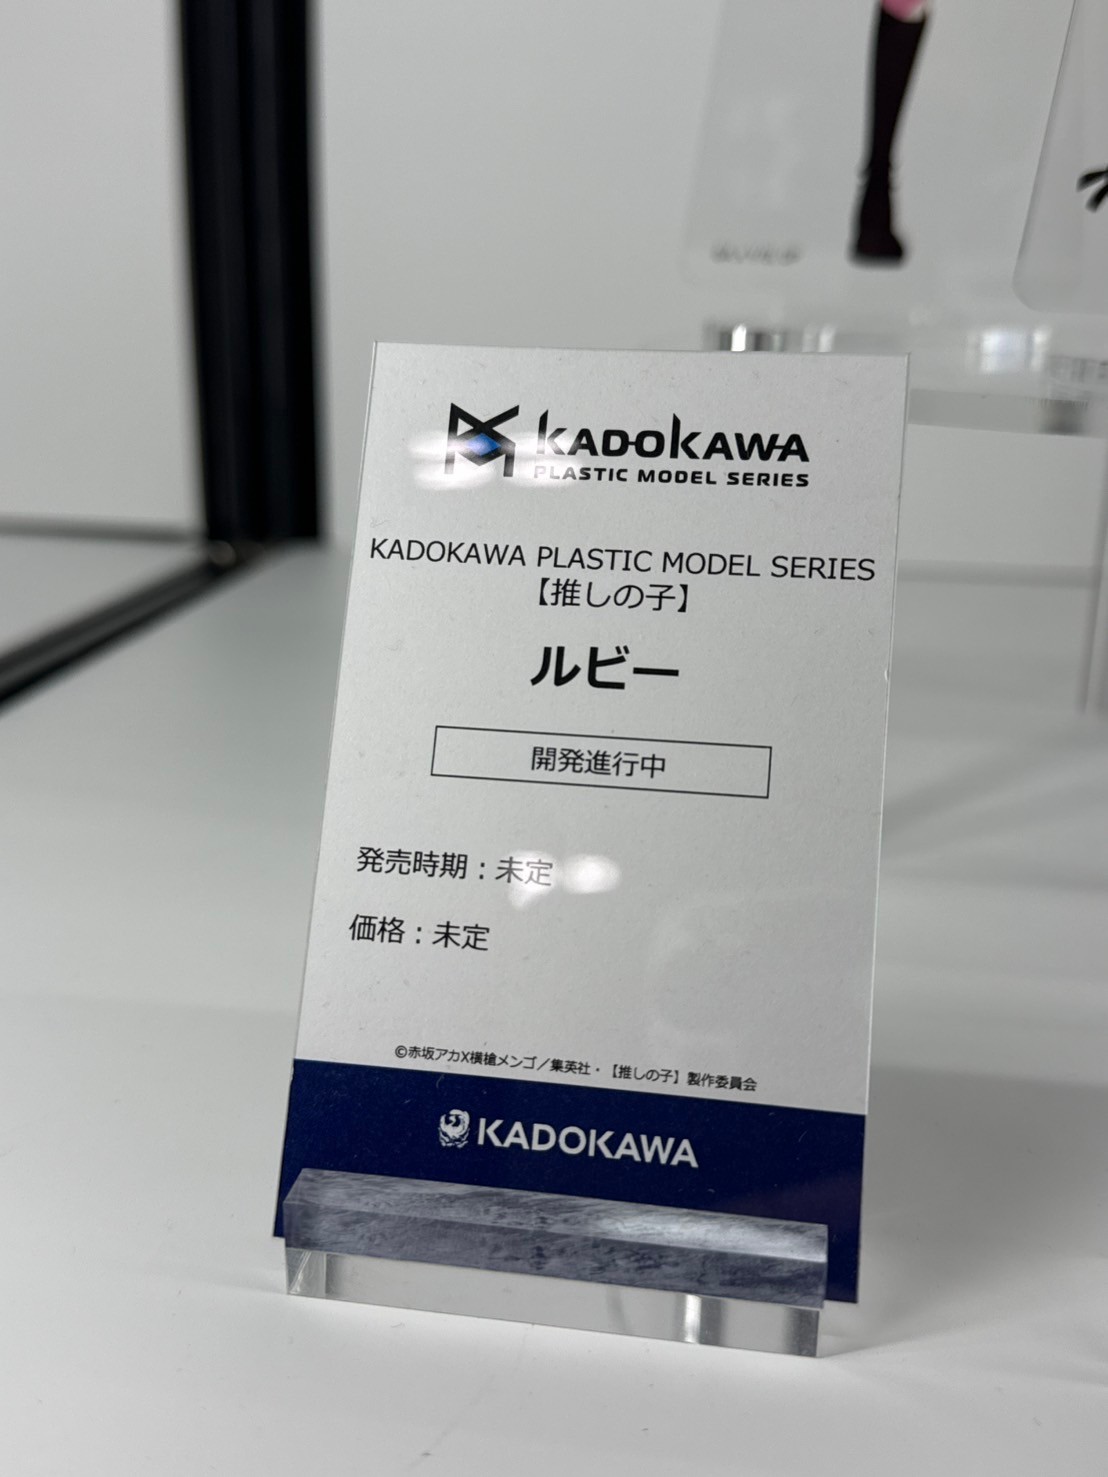 KADOKAWA
PLASTIC MODEL SERIES
KADOKAWA PLASTIC MODEL SERIES
【推しの子】
ルビー
開発進行中
発売時期：未定
価格：未定
©赤坂アカX横槍メンゴ／集英社・【推しの子】製作委員会
KADOKAWA